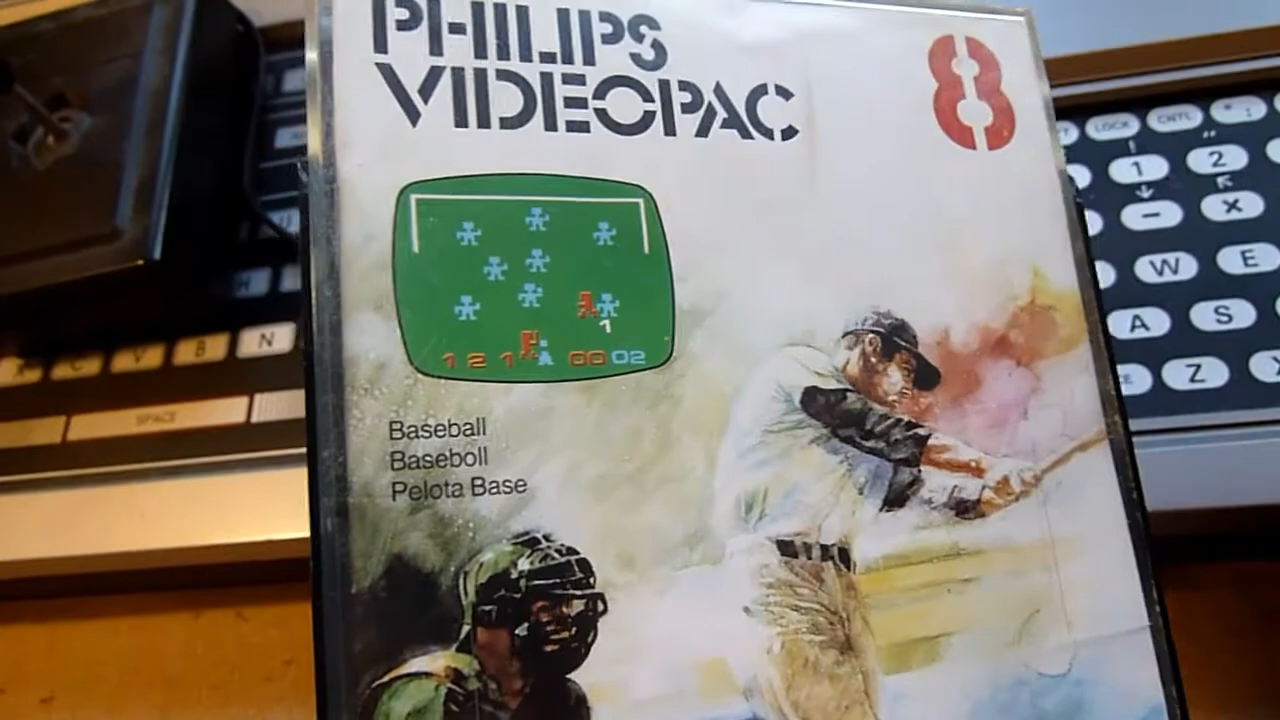 PHILIPS
VIDEOPAC
8
1
1 2 1 00 02
Baseball
Baseboll
Pelota Base
LOCK CNTL
1 2
- X
W E
A S
Z
V B N
SPACE
H